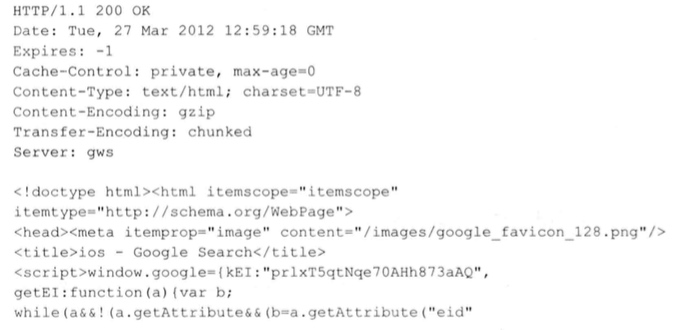 HTTP/1.1 200 OK
Date: Tue, 27 Mar 2012 12:59:18 GMT
Expires: -1
Cache-Control: private, max-age=0
Content-Type: text/html; charset=UTF-8
Content-Encoding: gzip
Transfer-Encoding: chunked
Server: gws
<!doctype html><html itemscope="itemscope"
itemtype="http://schema.org/WebPage">
<head><meta itemprop="image" content="/images/google_favicon_128.png"/>
<title>ios - Google Search</title>
<script>window.google={kEI:"prlxT5qtNqe70AHh873aAQ",
getEI:function(a){var b;
while(a&&!(a.getAttribute&&(b=a.getAttribute("eid"